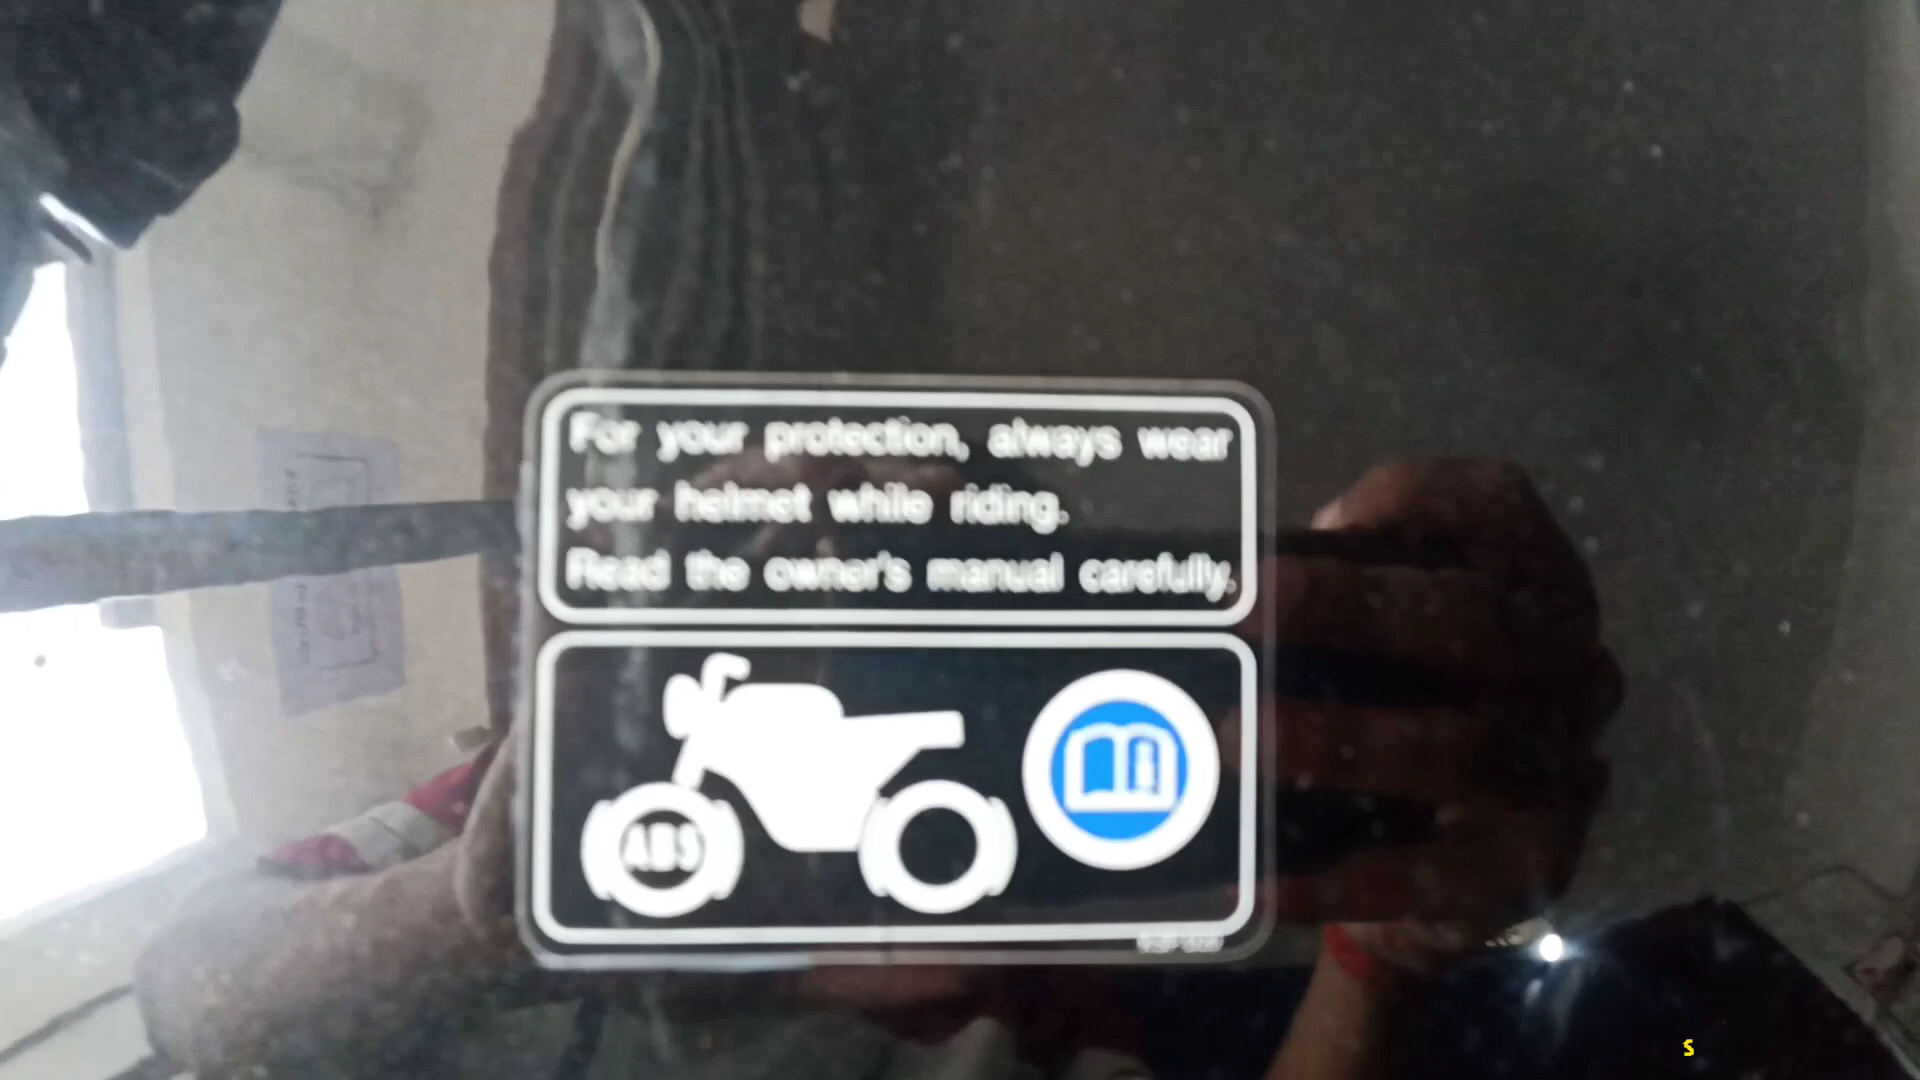 For your protection, always wear
your helmet while riding.
Read the owner's manual carefully.
ABS
S